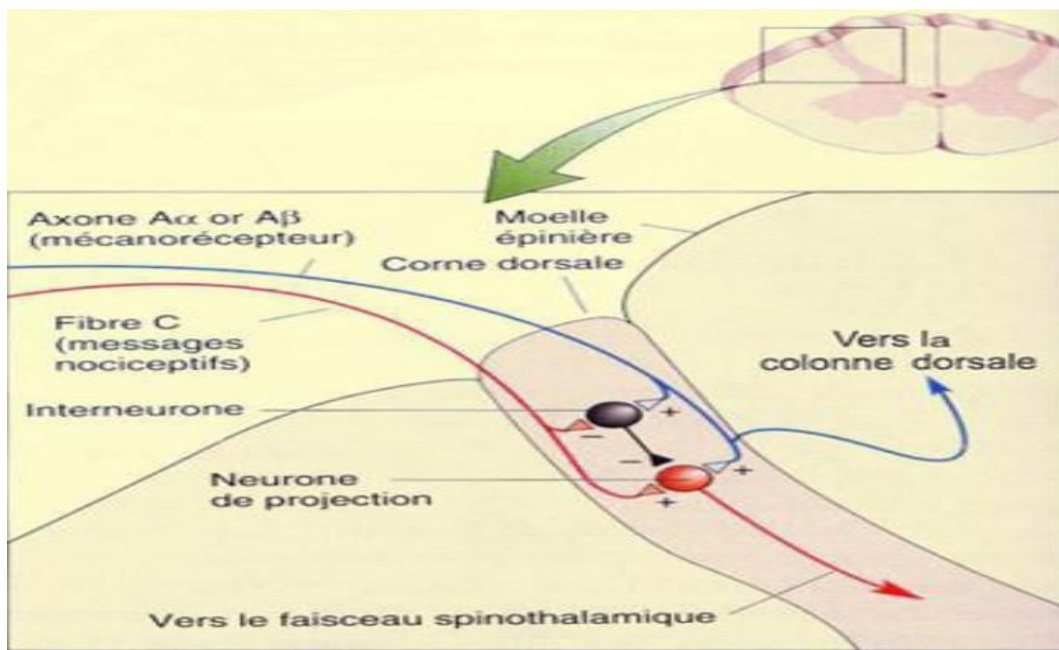 Axone Aα or Aβ
(mécanorécepteur)
Moelle
épinière
Corne dorsale
Fibre C
(messages
nociceptifs)
Vers la
colonne dorsale
Interneurone
+
−
−
+
Neurone
de projection
+
Vers le faisceau spinothalamique